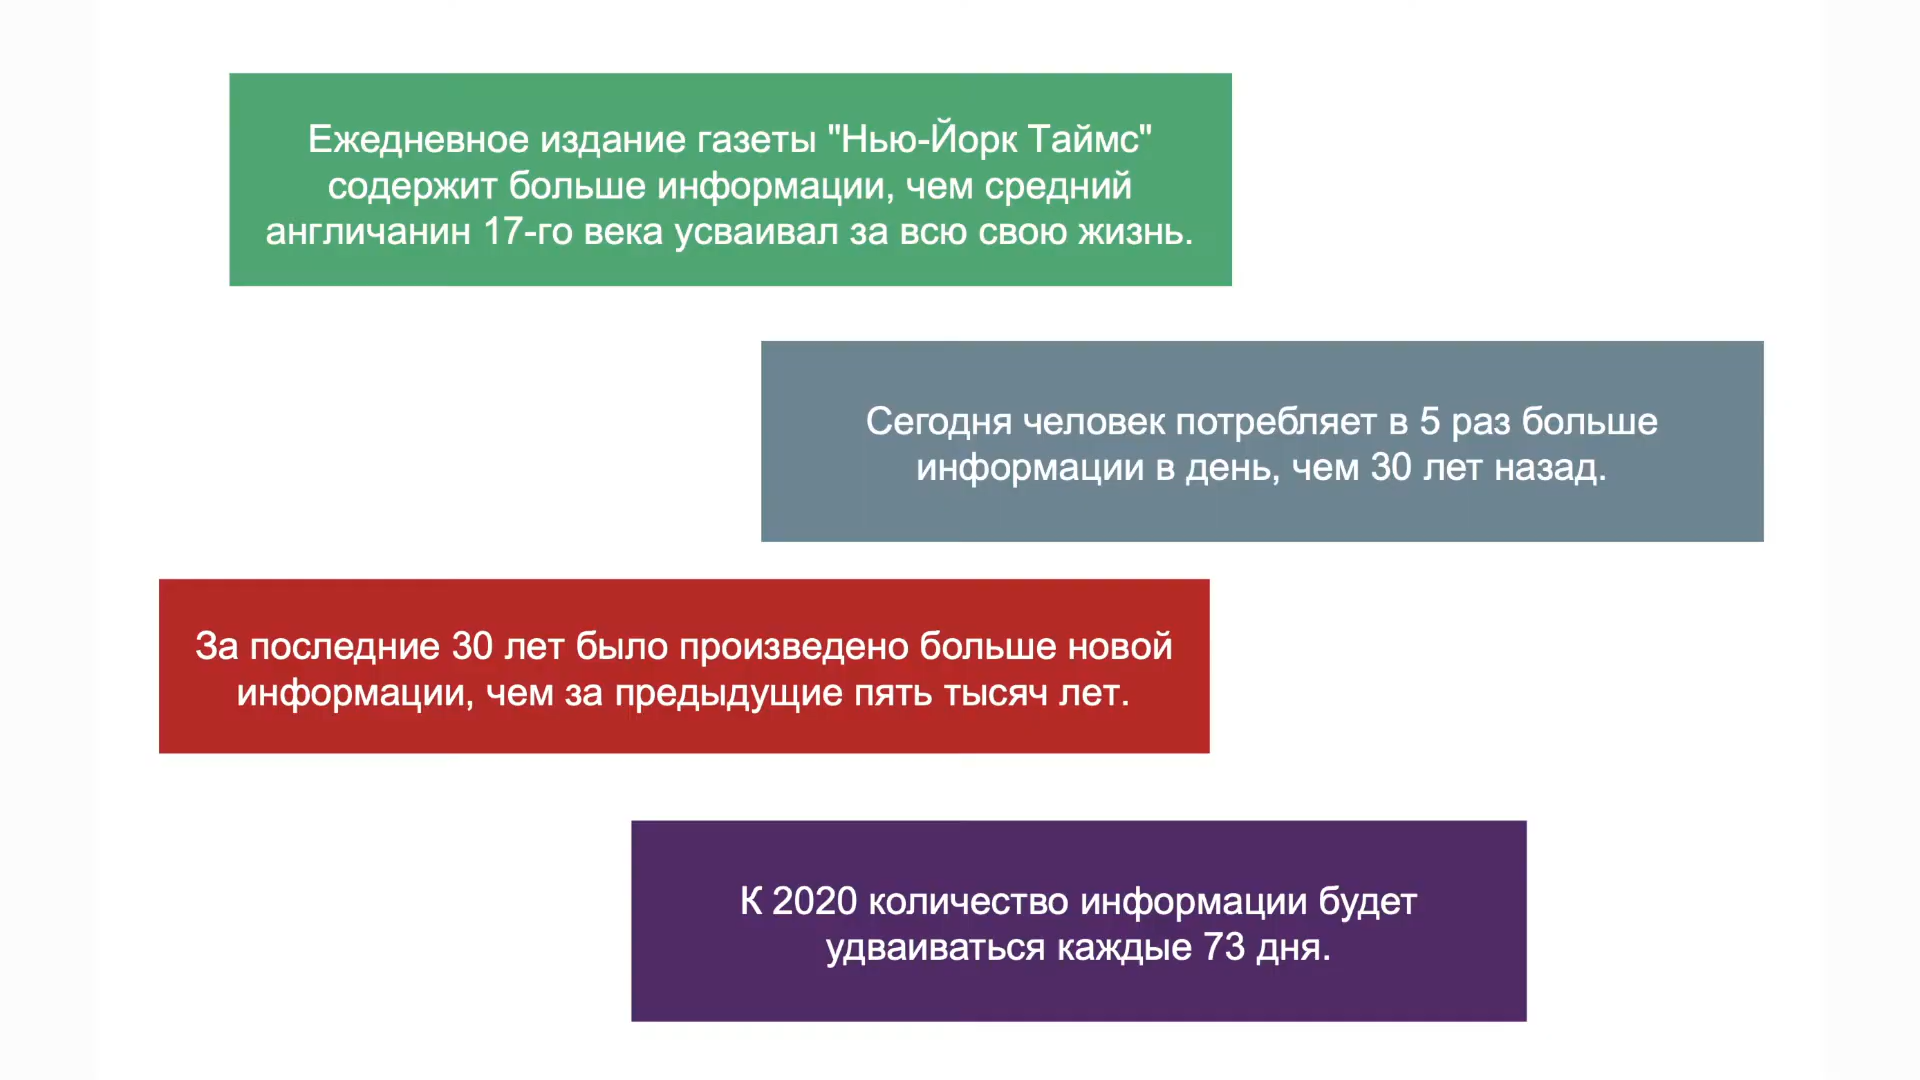 Ежедневное издание газеты "Нью-Йорк Таймс"
содержит больше информации, чем средний
англичанин 17-го века усваивал за всю свою жизнь.
Сегодня человек потребляет в 5 раз больше
информации в день, чем 30 лет назад.
За последние 30 лет было произведено больше новой
информации, чем за предыдущие пять тысяч лет.
К 2020 количество информации будет
удваиваться каждые 73 дня.